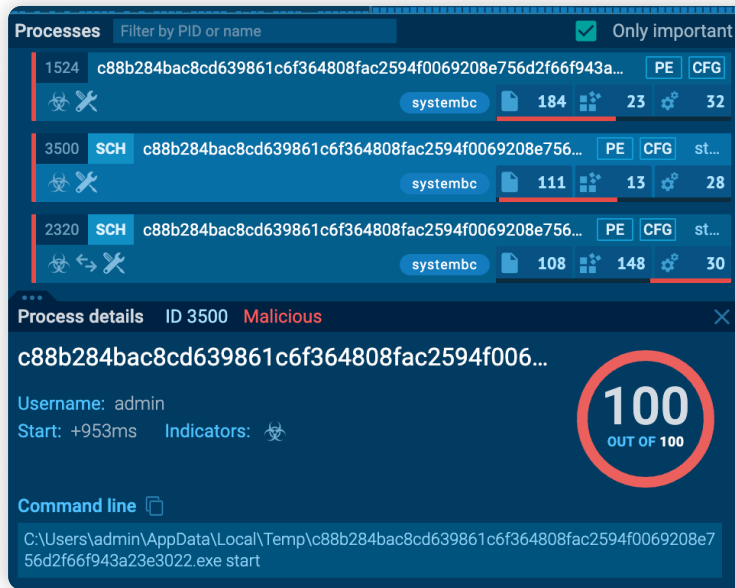 Processes Filter by PID or name Only important
1524 c88b284bac8cd639861c6f364808fac2594f0069208e756d2f66f943a... PE CFG
systembc 184 23 32
3500 SCH c88b284bac8cd639861c6f364808fac2594f0069208e756... PE CFG st...
systembc 111 13 28
2320 SCH c88b284bac8cd639861c6f364808fac2594f0069208e756... PE CFG st...
systembc 108 148 30
Process details ID 3500 Malicious
c88b284bac8cd639861c6f364808fac2594f006...
100
OUT OF 100
Username: admin
Start: +953ms Indicators:
Command line
C:\Users\admin\AppData\Local\Temp\c88b284bac8cd639861c6f364808fac2594f0069208e7
56d2f66f943a23e3022.exe start